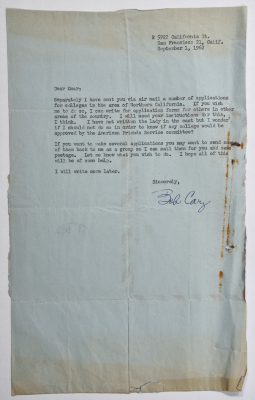 5907 California St.
San Francisco 21, Calif.
September 1, 1962
Dear Omar:
Separately I have sent you via air mail a number of applications
for colleges in the area of Northern California. If you wish
me to do so, I can write for application forms for others in other
areas of the country. I will need your instructions for this,
I think. I have not written the lady in the east but I wonder
if I should not do so in order to know if any college would be
approved by the American Friends Service committee?
If you want to make several applications you may want to send some
of them back to me as a group so I can mail them for you and save
postage. Let me know what you wish to do. I hope all of this
will be of some help.
I will write more later.
Sincerely,
Bob Cary